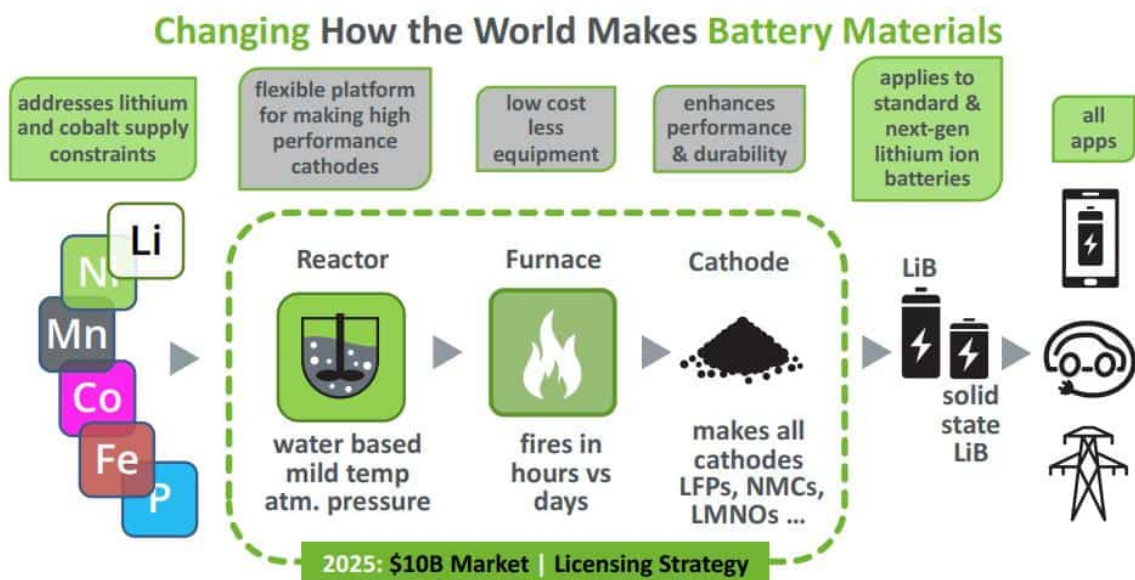 Changing How the World Makes Battery Materials
addresses lithium
and cobalt supply
constraints
flexible platform
for making high
performance
cathodes
low cost
less
equipment
enhances
performance
& durability
applies to
standard &
next-gen
lithium ion
batteries
all
apps
Li
Ni
Mn
Co
Fe
P
Reactor
water based
mild temp
atm. pressure
Furnace
fires in
hours vs
days
Cathode
makes all
cathodes
LFPs, NMCs,
LMNOs ...
LiB
solid
state
LiB
2025: $10B Market | Licensing Strategy